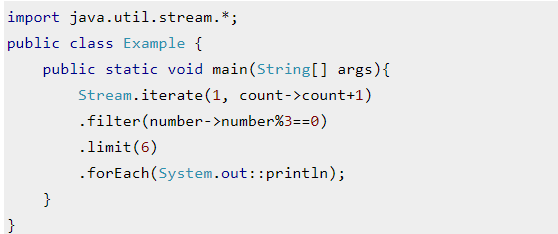 import java.util.stream.*;
public class Example {
    public static void main(String[] args){
        Stream.iterate(1, count->count+1)
        .filter(number->number%3==0)
        .limit(6)
        .forEach(System.out::println);
    }
}